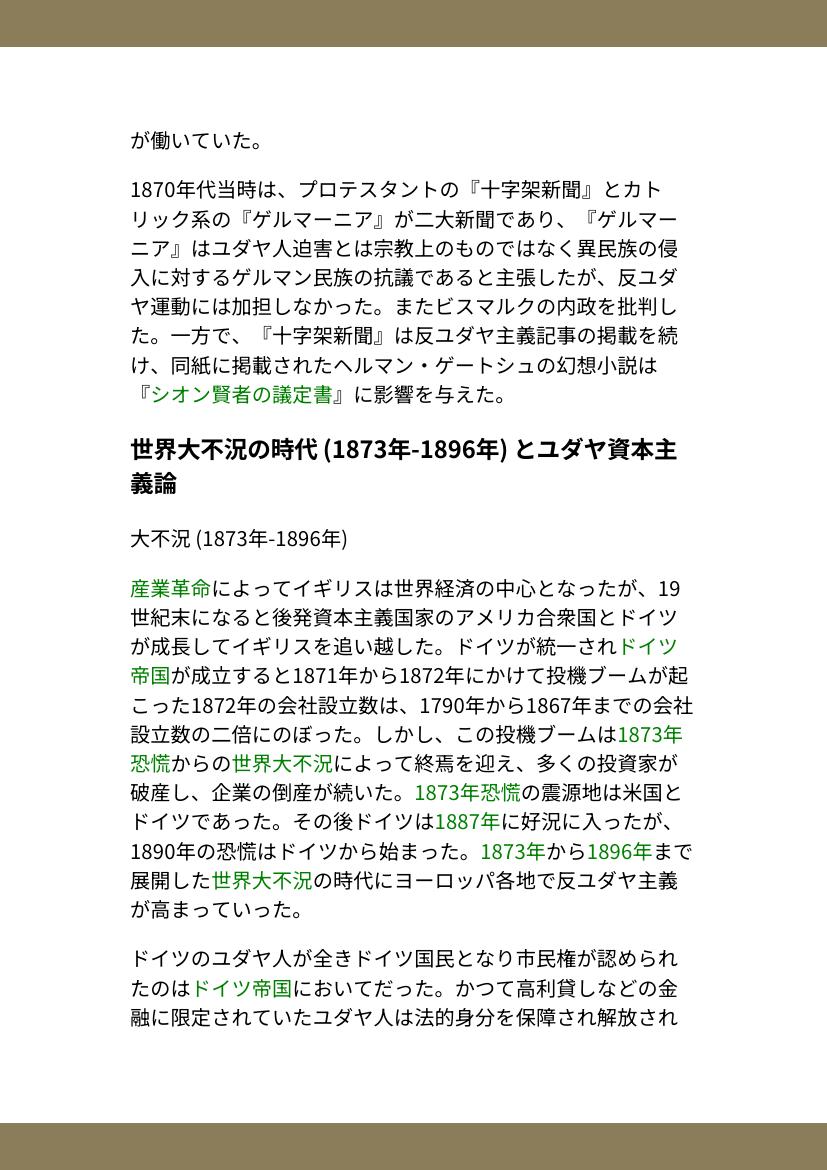 が働いていた。
1870年代当時は、プロテスタントの『十字架新聞』とカト
リック系の『ゲルマーニア』が二大新聞であり、『ゲルマー
ニア』はユダヤ人迫害とは宗教上のものではなく異民族の侵
入に対するゲルマン民族の抗議であると主張したが、反ユダ
ヤ運動には加担しなかった。またビスマルクの内政を批判し
た。一方で、『十字架新聞』は反ユダヤ主義記事の掲載を続
け、同紙に掲載されたヘルマン・ゲートシュの幻想小説は
『シオン賢者の議定書』に影響を与えた。
世界大不況の時代 (1873年-1896年) とユダヤ資本主
義論
大不況 (1873年-1896年)
産業革命によってイギリスは世界経済の中心となったが、19
世紀末になると後発資本主義国家のアメリカ合衆国とドイツ
が成長してイギリスを追い越した。ドイツが統一されドイツ
帝国が成立すると1871年から1872年にかけて投機ブームが起
こった1872年の会社設立数は、1790年から1867年までの会社
設立数の二倍にのぼった。しかし、この投機ブームは1873年
恐慌からの世界大不況によって終焉を迎え、多くの投資家が
破産し、企業の倒産が続いた。1873年恐慌の震源地は米国と
ドイツであった。その後ドイツは1887年に好況に入ったが、
1890年の恐慌はドイツから始まった。1873年から1896年まで
展開した世界大不況の時代にヨーロッパ各地で反ユダヤ主義
が高まっていった。
ドイツのユダヤ人が全きドイツ国民となり市民権が認められ
たのはドイツ帝国においてだった。かつて高利貸しなどの金
融に限定されていたユダヤ人は法的身分を保障され解放され